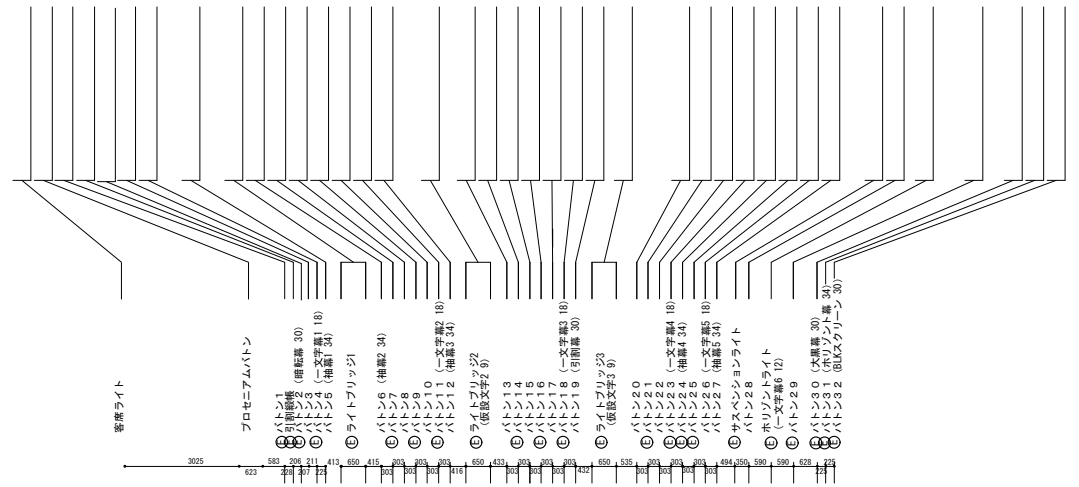 客席ライト
プロセニアムバトン
バトン1
引割緞帳
バトン2 (暗転幕 30)
バトン3
バトン4 (一文字幕1 18)
バトン5 (袖幕1 34)
ライトブリッジ1
バトン6 (袖幕2 34)
バトン7
バトン8
バトン9
バトン10
バトン11 (一文字幕2 18)
バトン12 (袖幕3 34)
ライトブリッジ2
(仮設文字2 9)
バトン13
バトン14
バトン15
バトン16
バトン17
バトン18 (一文字幕3 18)
バトン19 (引割幕 30)
ライトブリッジ3
(仮設文字3 9)
バトン20
バトン21
バトン22
バトン23 (一文字幕4 18)
バトン24 (袖幕4 34)
バトン25
バトン26 (一文字幕5 18)
バトン27 (袖幕5 34)
サスペンションライト
バトン28
ホリゾントライト
(一文字幕6 12)
バトン29
バトン30 (大黒幕 30)
バトン31 (ホリゾント幕 34)
バトン32 (BLKスクリーン 30)
3025 583 206 211 413 650 415 303 303 303 650 433 303 303 303 650 535 303 303 303 494 350 590 590 628 225
623 228 207 225 303 303 303 416 303 303 303 432 303 303 303 225